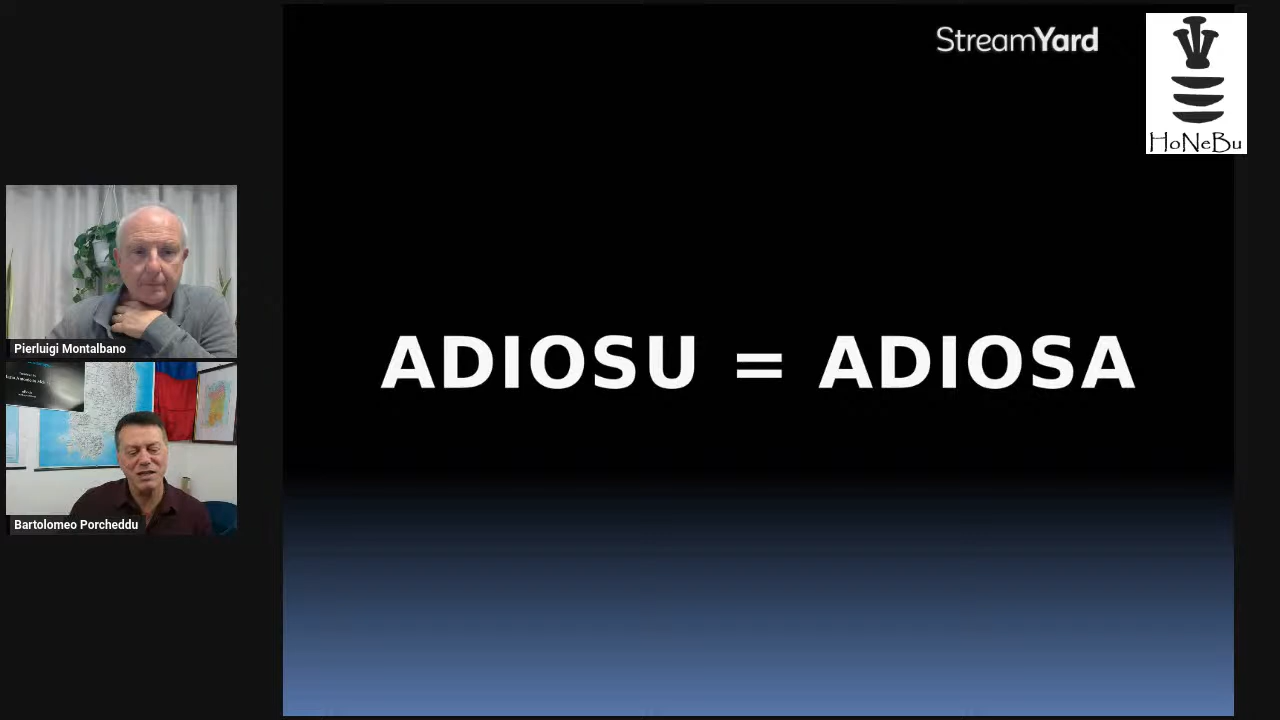 StreamYard
HoNeBu
ADIOSU = ADIOSA
Pierluigi Montalbano
Bartolomeo Porcheddu